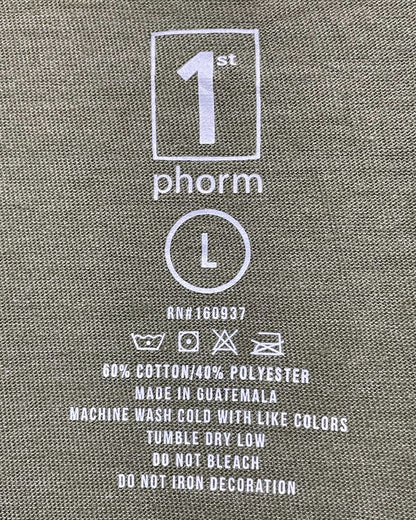 1st
phorm
L
RN#160937
60% COTTON/40% POLYESTER
MADE IN GUATEMALA
MACHINE WASH COLD WITH LIKE COLORS
TUMBLE DRY LOW
DO NOT BLEACH
DO NOT IRON DECORATION